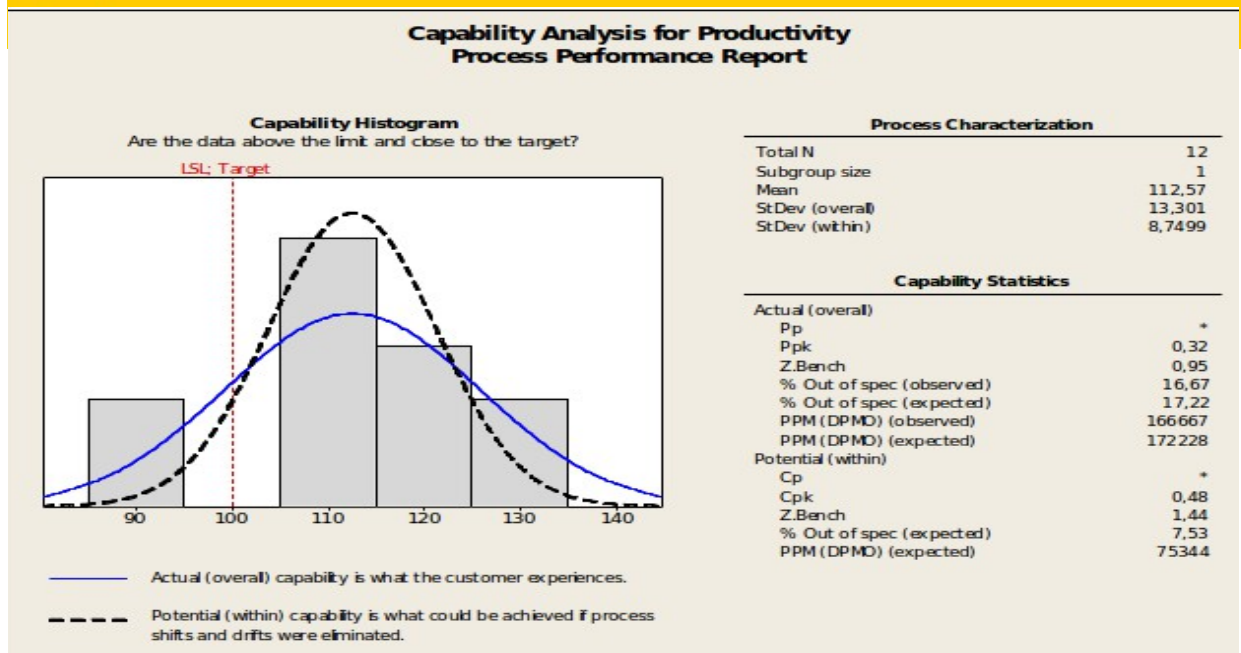 Capability Analysis for Productivity
Process Performance Report
Capability Histogram
Are the data above the limit and close to the target?
LSL; Target
90 100 110 120 130 140
Actual (overall) capability is what the customer experiences.
Potential (within) capability is what could be achieved if process
shifts and drifts were eliminated.
Process Characterization
Total N 12
Subgroup size 1
Mean 112,57
StDev (overall) 13,301
StDev (within) 8,7499
Capability Statistics
Actual (overall)
Pp *
Ppk 0,32
Z.Bench 0,95
% Out of spec (observed) 16,67
% Out of spec (expected) 17,22
PPM (DPMO) (observed) 166667
PPM (DPMO) (expected) 172228
Potential (within)
Cp *
Cpk 0,48
Z.Bench 1,44
% Out of spec (expected) 7,53
PPM (DPMO) (expected) 75344